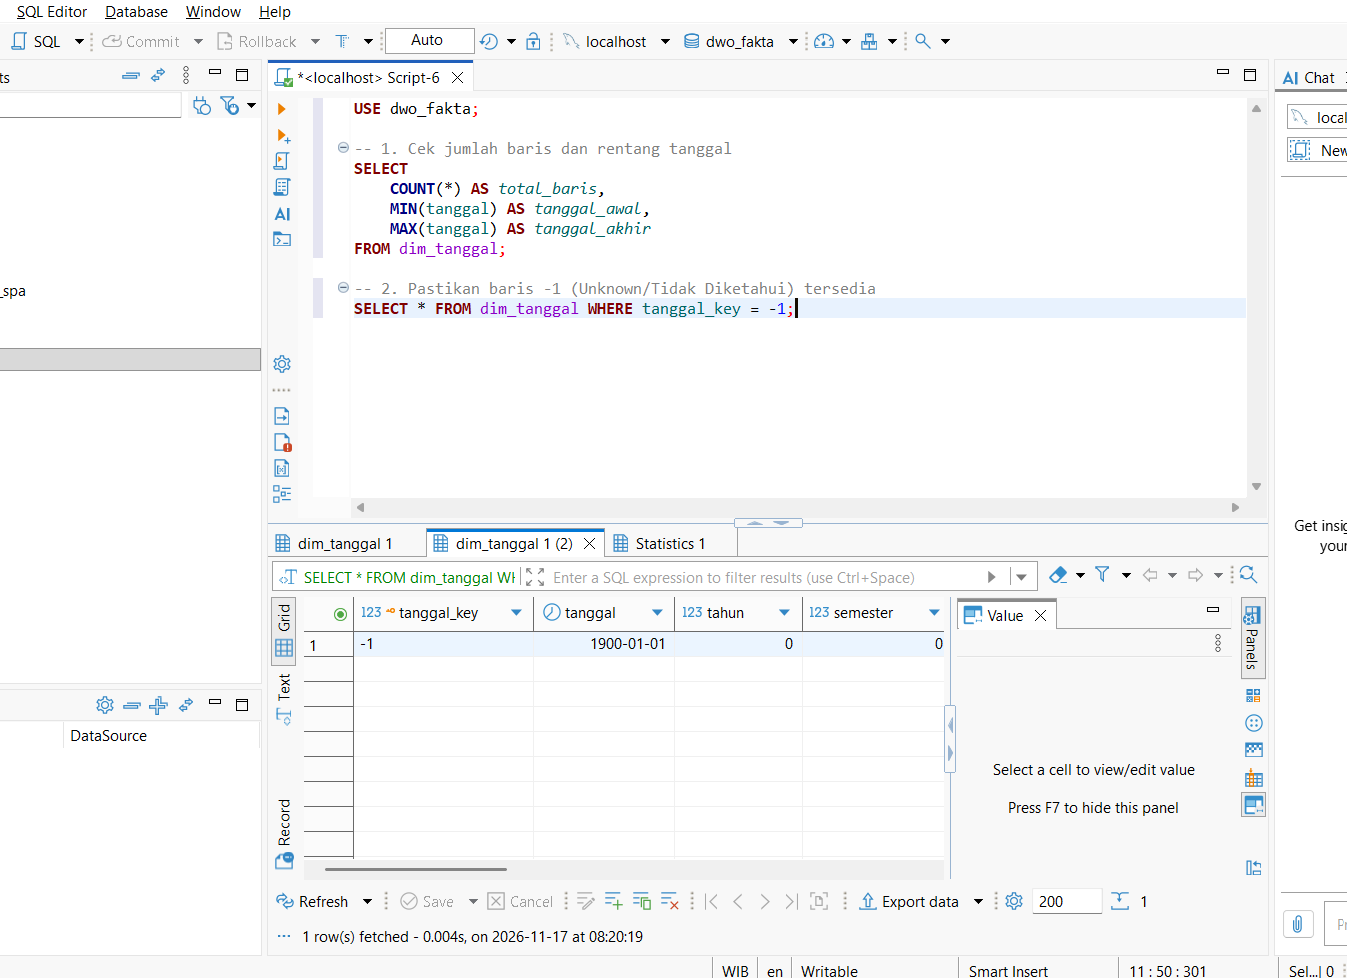 SQL Editor Database Window Help
SQL Commit Rollback T Auto localhost dwo_fakta
ts
*<localhost> Script-6
AI Chat
USE dwo_fakta;
-- 1. Cek jumlah baris dan rentang tanggal
SELECT
COUNT(*) AS total_baris,
MIN(tanggal) AS tanggal_awal,
MAX(tanggal) AS tanggal_akhir
FROM dim_tanggal;
-- 2. Pastikan baris -1 (Unknown/Tidak Diketahui) tersedia
SELECT * FROM dim_tanggal WHERE tanggal_key = -1;
AI
local
New
_spa
Get insig
your
dim_tanggal 1 dim_tanggal 1 (2) Statistics 1
SELECT * FROM dim_tanggal WH Enter a SQL expression to filter results (use Ctrl+Space)
Grid
Text
Record
123 tanggal_key tanggal 123 tahun 123 semester
1 -1 1900-01-01 0 0
Value
Panels
Select a cell to view/edit value
Press F7 to hide this panel
DataSource
Refresh Save Cancel Export data 200 1
1 row(s) fetched - 0.004s, on 2026-11-17 at 08:20:19
Pr
WIB en Writable Smart Insert 11 : 50 : 301 Sel...| 0